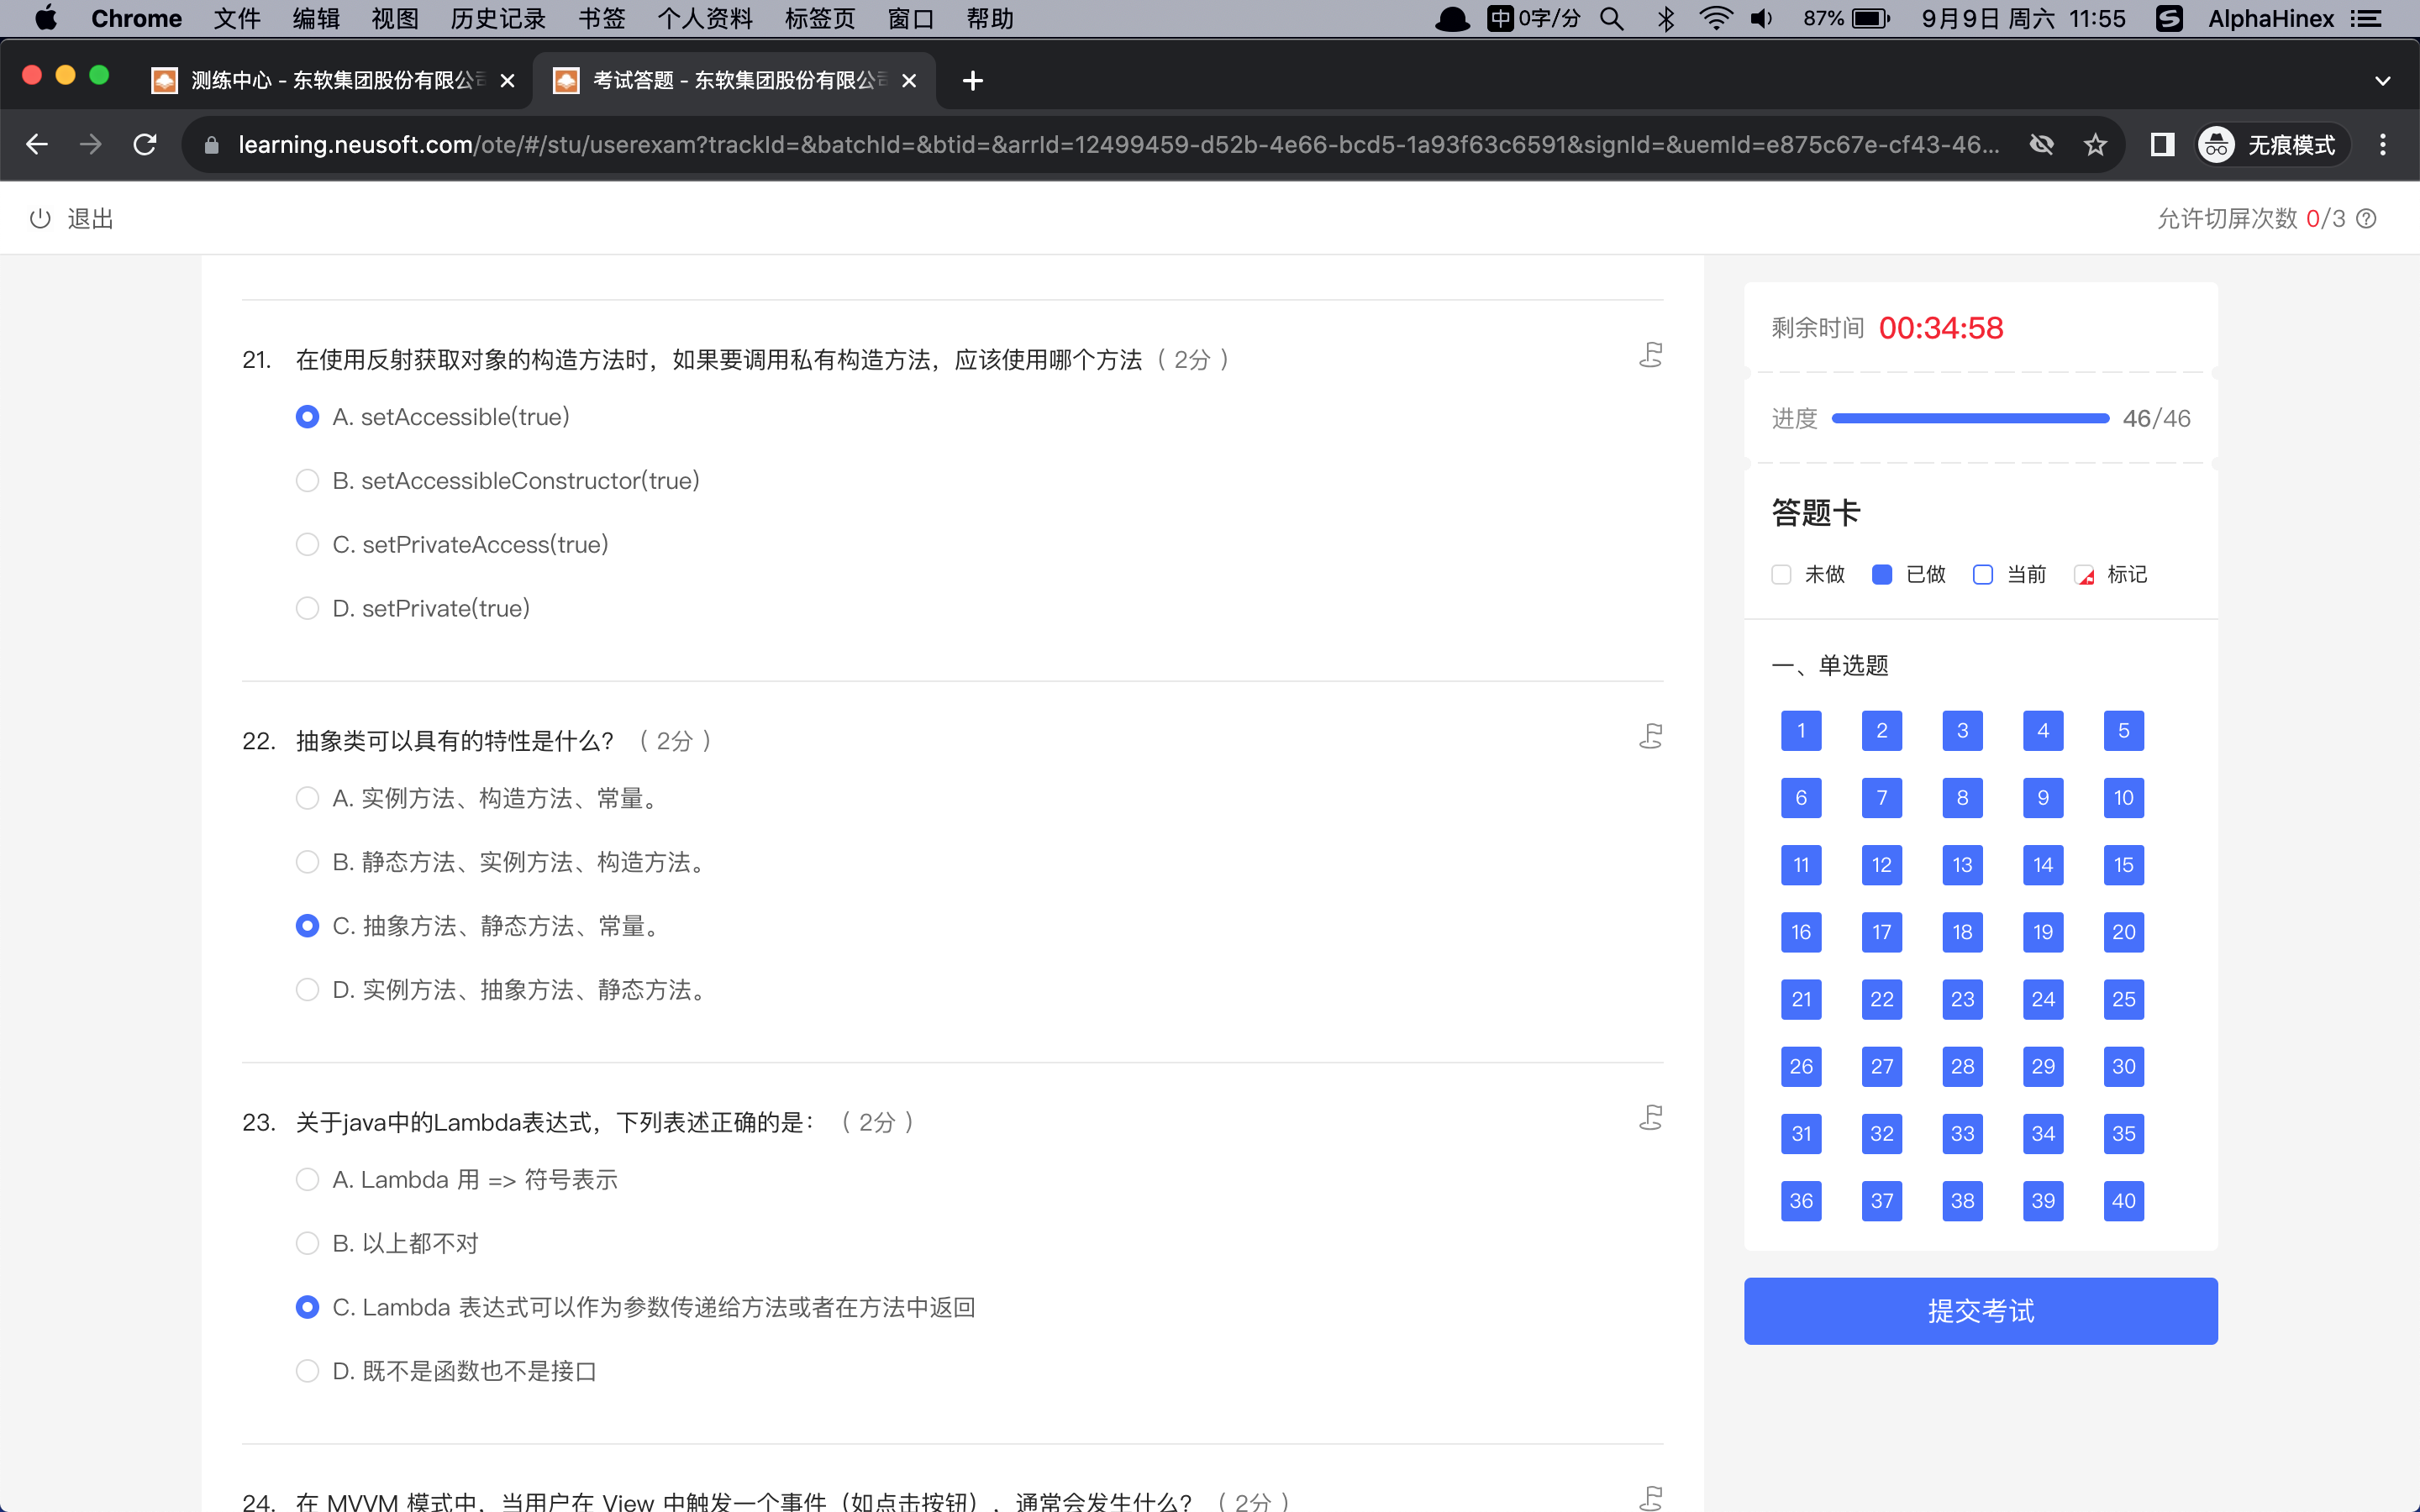 Chrome 文件 编辑 视图 历史记录 书签 个人资料 标签页 窗口 帮助 中 0字/分 87% 9月9日 周六 11:55 AlphaHinex
测练中心 - 东软集团股份有限公司 考试答题 - 东软集团股份有限公司
learning.neusoft.com/ote/#/stu/userexam?trackId=&batchId=&btid=&arrId=12499459-d52b-4e66-bcd5-1a93f63c6591&signId=&uemId=e875c67e-cf43-46... 无痕模式
退出
允许切屏次数 0/3
21. 在使用反射获取对象的构造方法时，如果要调用私有构造方法，应该使用哪个方法（ 2分 ）
A. setAccessible(true)
B. setAccessibleConstructor(true)
C. setPrivateAccess(true)
D. setPrivate(true)
22. 抽象类可以具有的特性是什么？（ 2分 ）
A. 实例方法、构造方法、常量。
B. 静态方法、实例方法、构造方法。
C. 抽象方法、静态方法、常量。
D. 实例方法、抽象方法、静态方法。
23. 关于java中的Lambda表达式，下列表述正确的是：（ 2分 ）
A. Lambda 用 => 符号表示
B. 以上都不对
C. Lambda 表达式可以作为参数传递给方法或者在方法中返回
D. 既不是函数也不是接口
24. 在 MVVM 模式中，当用户在 View 中触发一个事件（如点击按钮），通常会发生什么？（ 2分 ）
剩余时间 00:34:58
进度 46/46
答题卡
未做 已做 当前 标记
一、单选题
1 2 3 4 5
6 7 8 9 10
11 12 13 14 15
16 17 18 19 20
21 22 23 24 25
26 27 28 29 30
31 32 33 34 35
36 37 38 39 40
提交考试